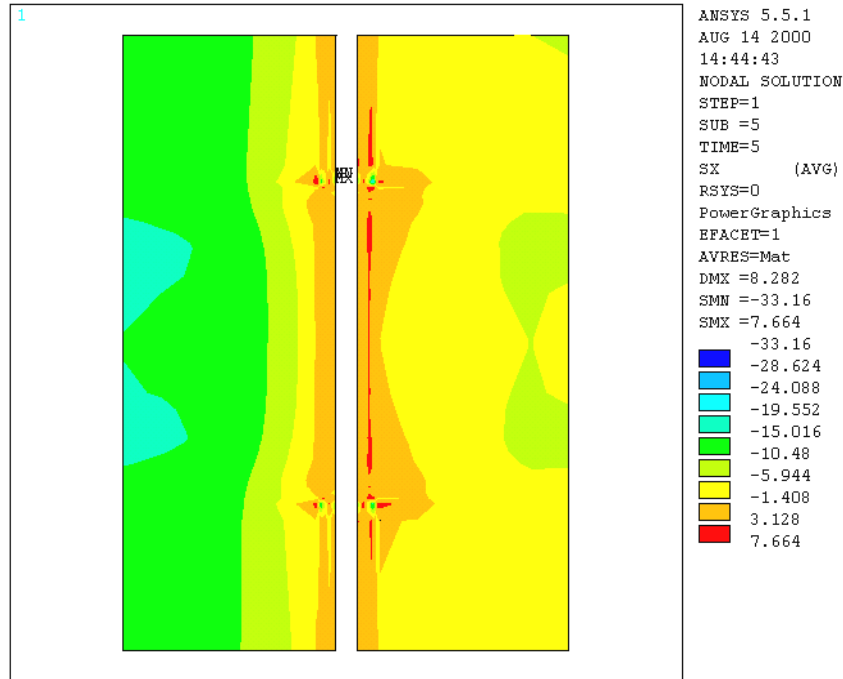 1
ANSYS 5.5.1
AUG 14 2000
14:44:43
NODAL SOLUTION
STEP=1
SUB =5
TIME=5
SX (AVG)
RSYS=0
PowerGraphics
EFACET=1
AVRES=Mat
DMX =8.282
SMN =-33.16
SMX =7.664
-33.16
-28.624
-24.088
-19.552
-15.016
-10.48
-5.944
-1.408
3.128
7.664